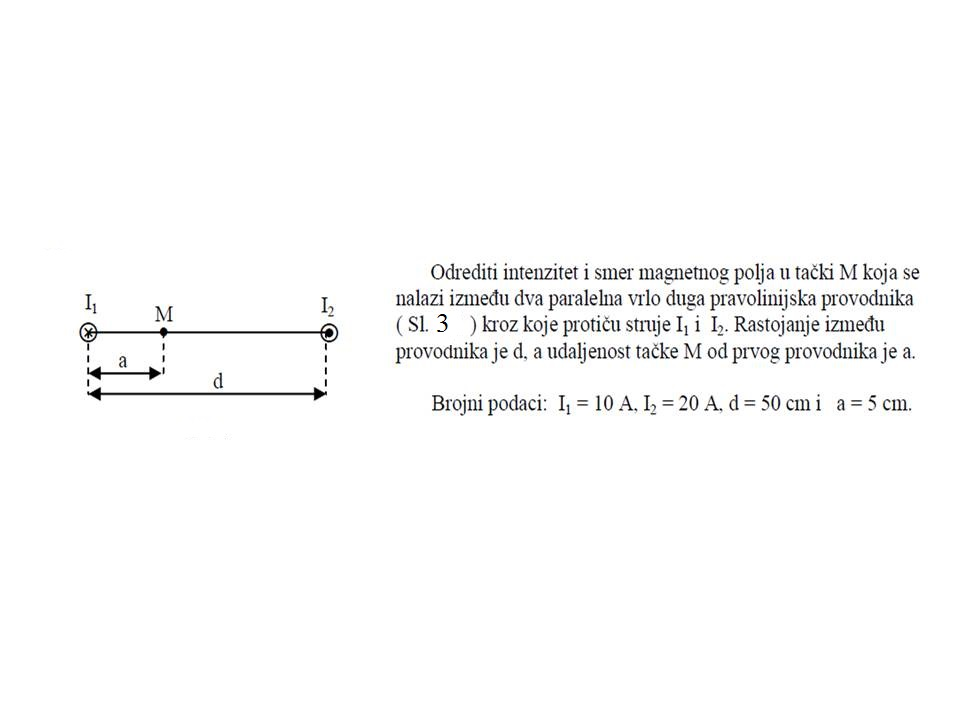 I₁
M
I₂
a
d
Odrediti intenzitet i smer magnetnog polja u tački M koja se
nalazi između dva paralelna vrlo duga pravolinijska provodnika
( Sl. 3 ) kroz koje protiču struje I₁ i I₂. Rastojanje između
provodnika je d, a udaljenost tačke M od prvog provodnika je a.
Brojni podaci: I₁ = 10 A, I₂ = 20 A, d = 50 cm i a = 5 cm.